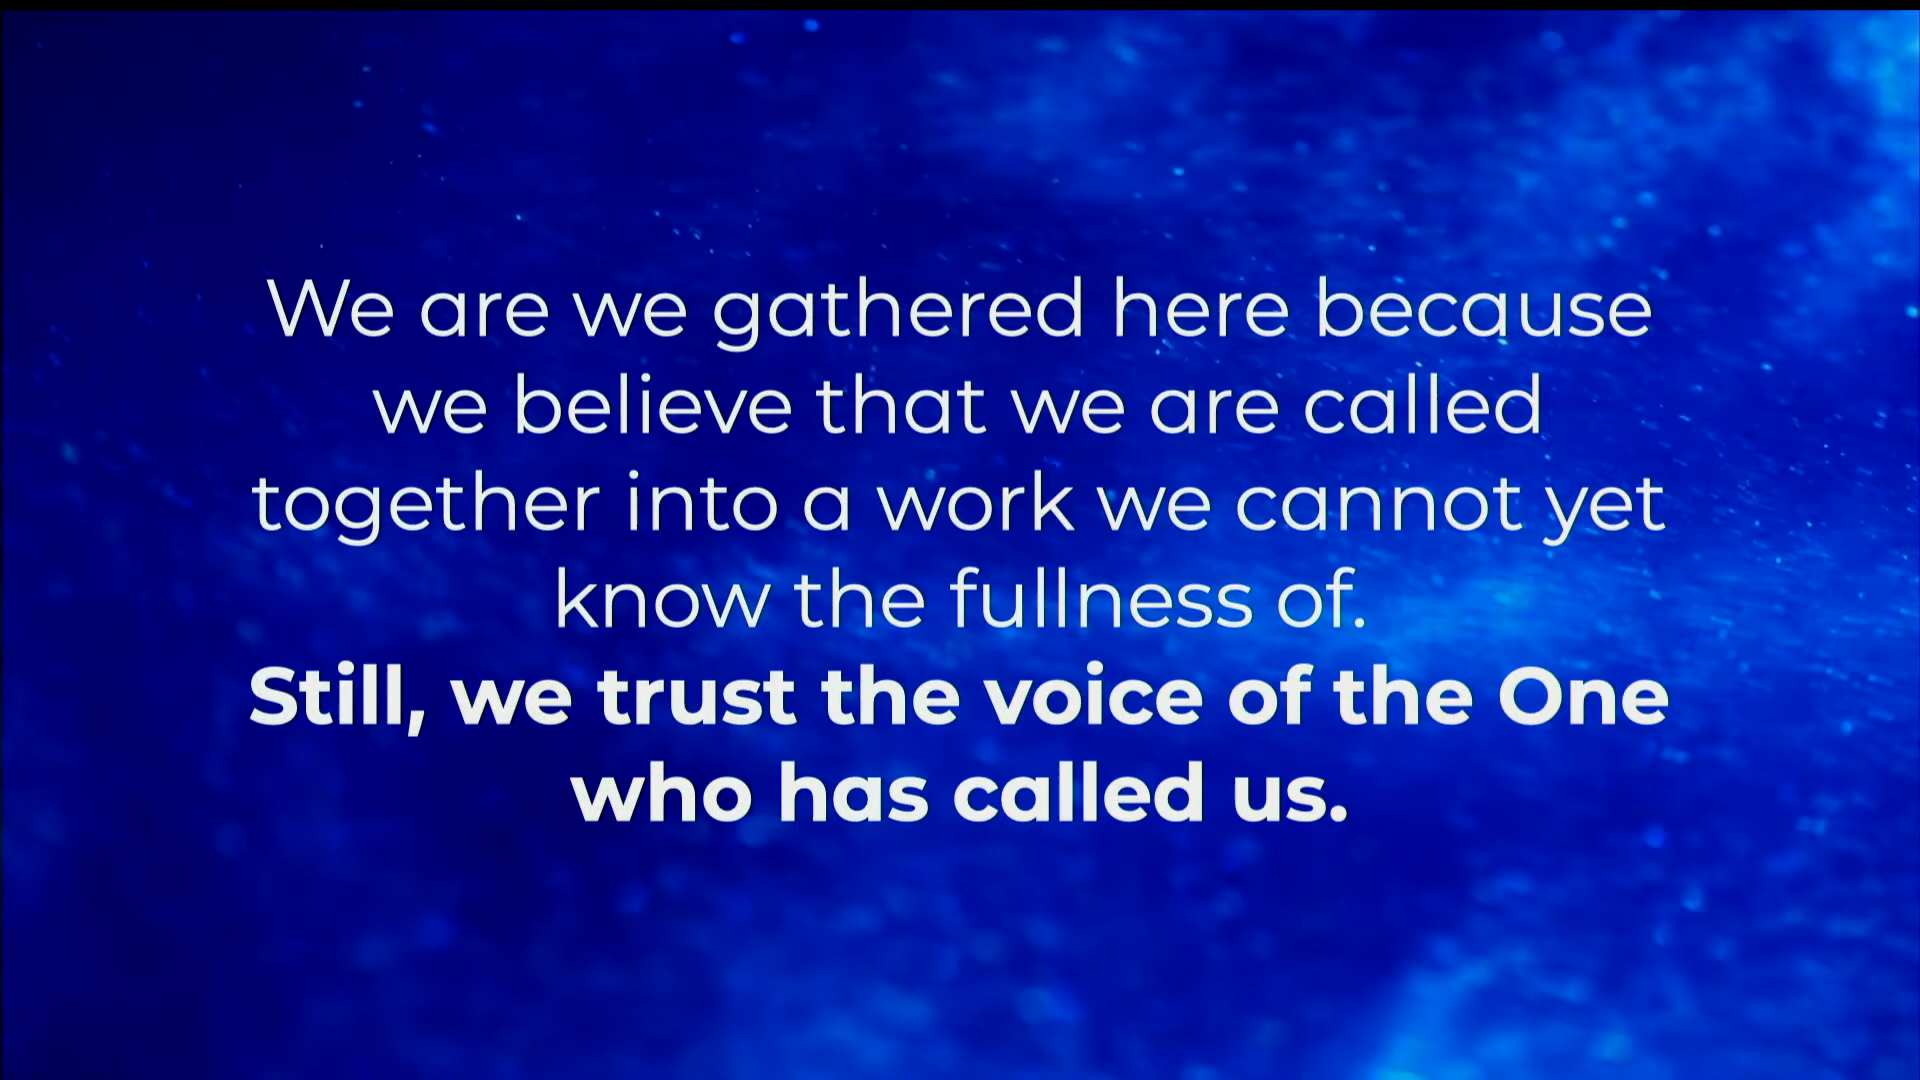 We are we gathered here because
we believe that we are called
together into a work we cannot yet
know the fullness of.
Still, we trust the voice of the One
who has called us.